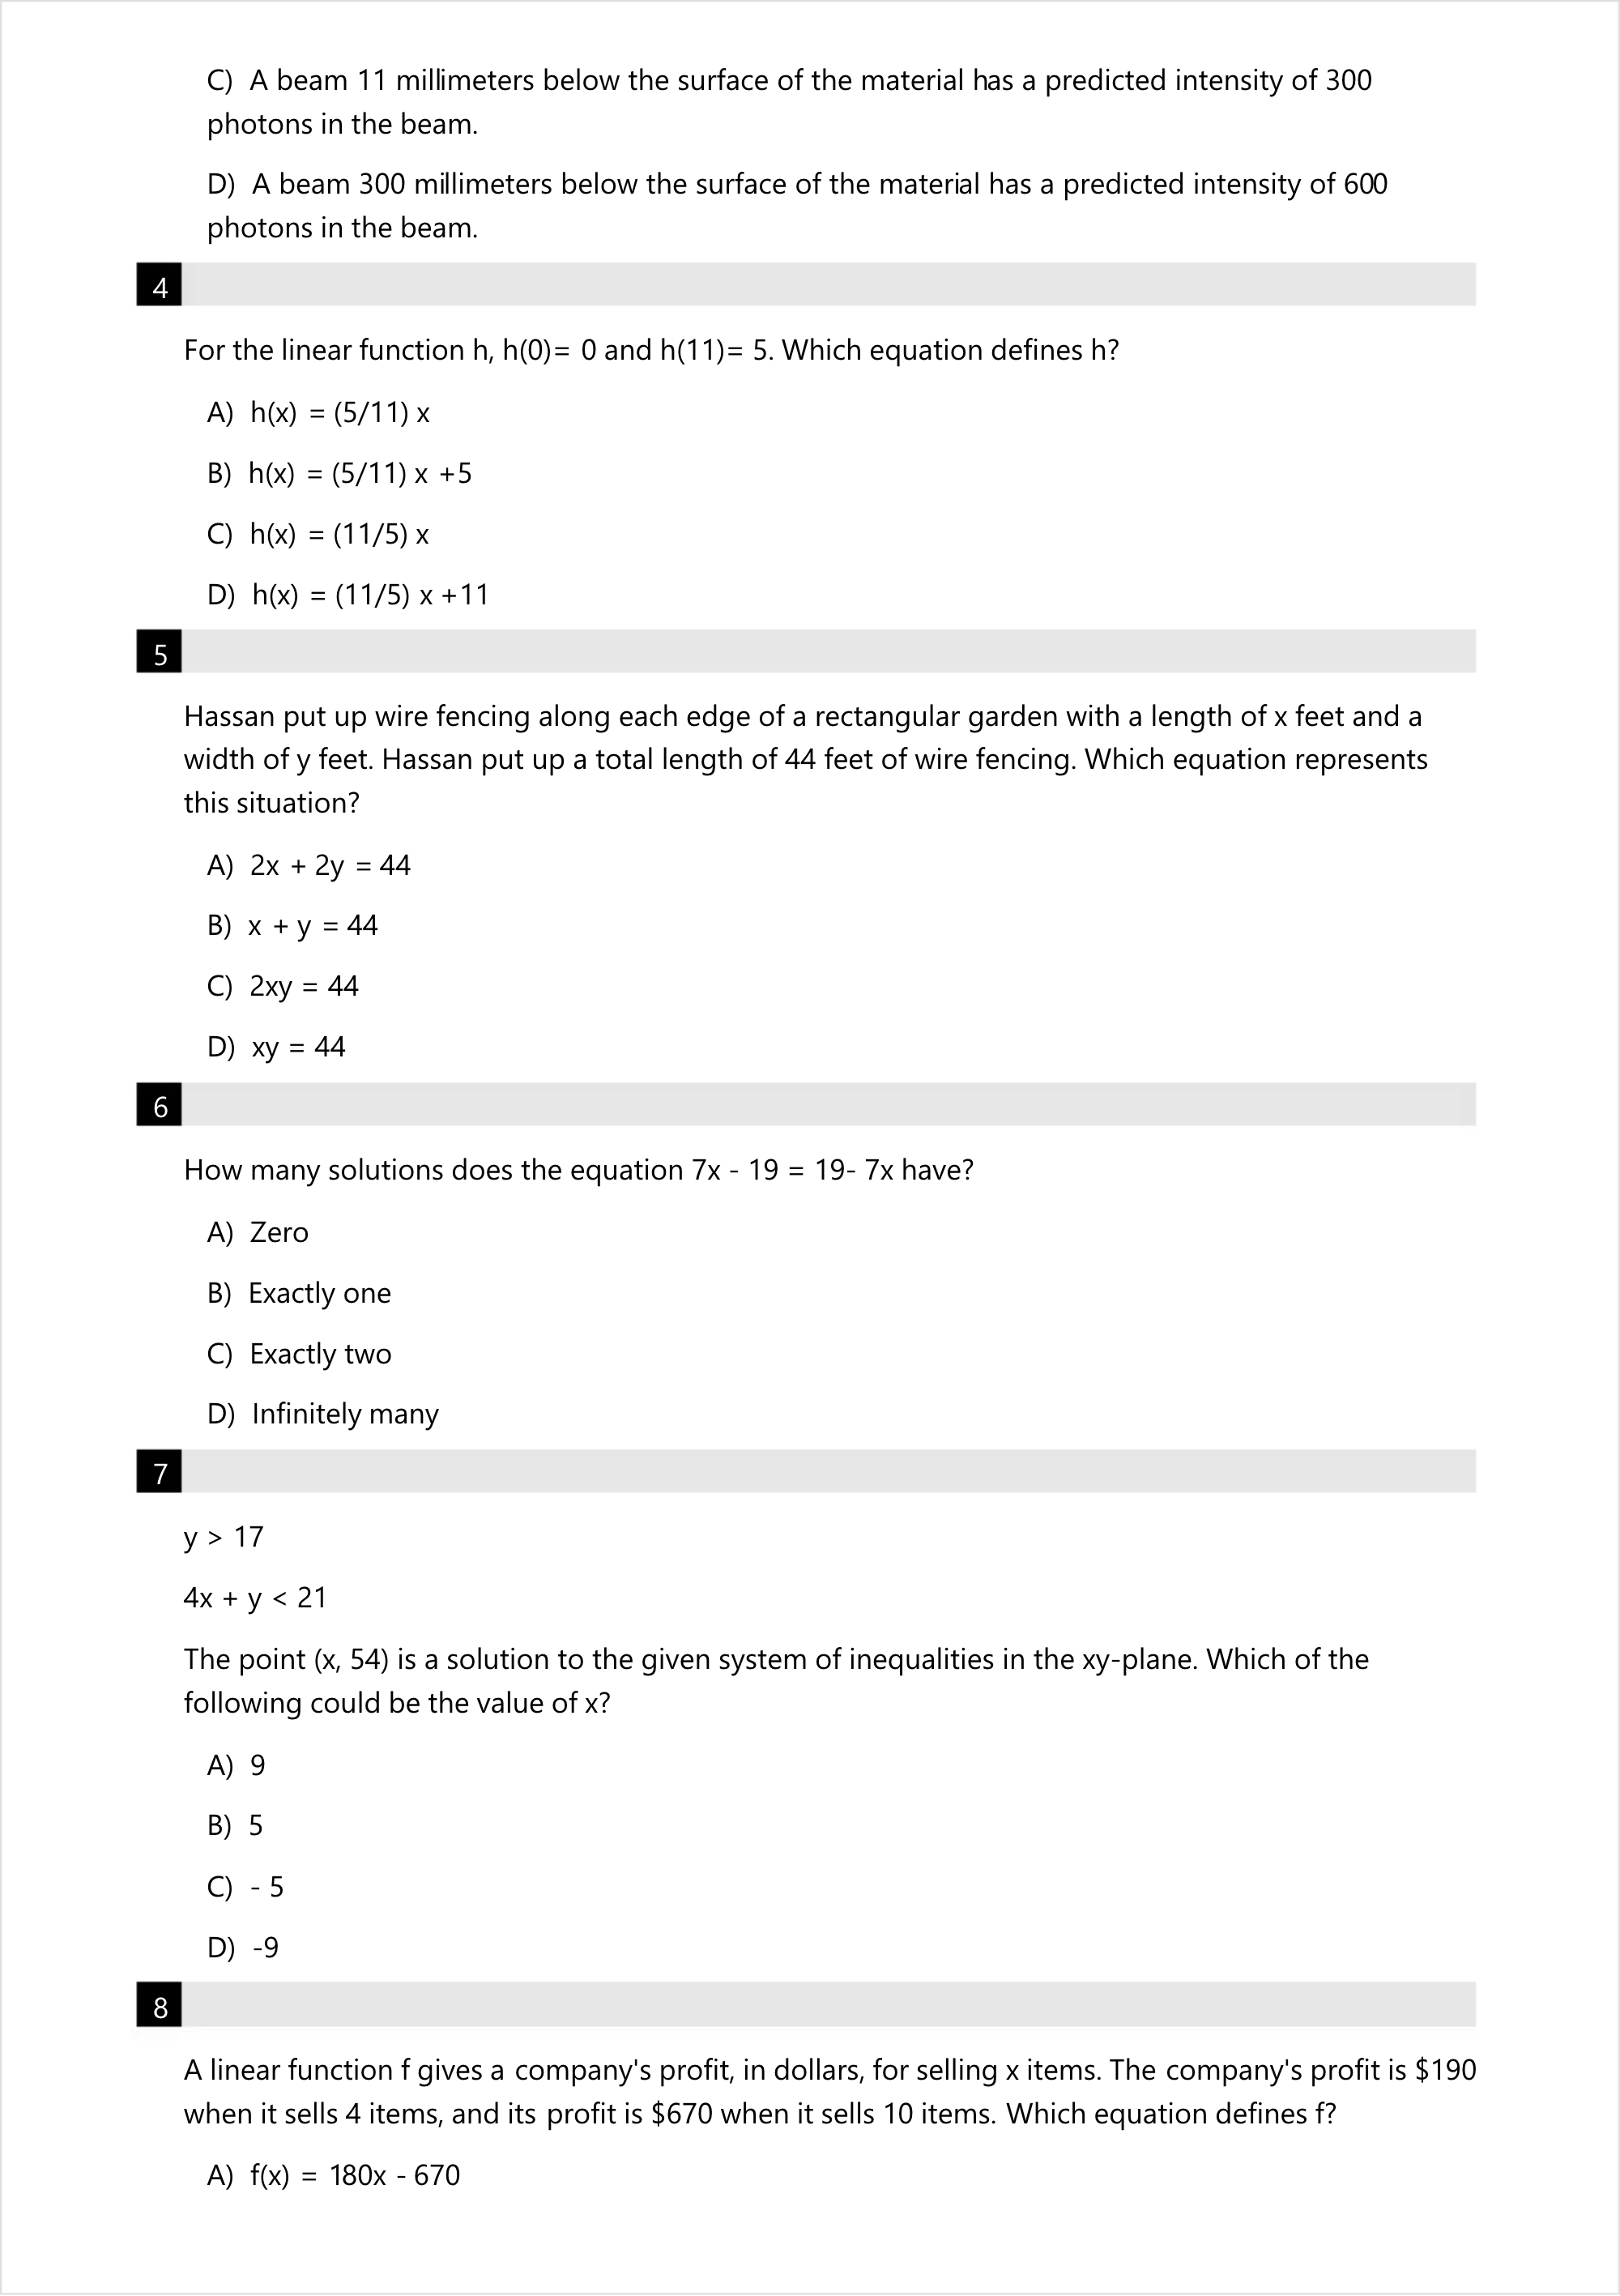 C) A beam 11 millimeters below the surface of the material has a predicted intensity of 300
photons in the beam.
D) A beam 300 millimeters below the surface of the material has a predicted intensity of 600
photons in the beam.
4
For the linear function h, h(0)= 0 and h(11)= 5. Which equation defines h?
A) h(x) = (5/11) x
B) h(x) = (5/11) x +5
C) h(x) = (11/5) x
D) h(x) = (11/5) x +11
5
Hassan put up wire fencing along each edge of a rectangular garden with a length of x feet and a
width of y feet. Hassan put up a total length of 44 feet of wire fencing. Which equation represents
this situation?
A) 2x + 2y = 44
B) x + y = 44
C) 2xy = 44
D) xy = 44
6
How many solutions does the equation 7x - 19 = 19- 7x have?
A) Zero
B) Exactly one
C) Exactly two
D) Infinitely many
7
y > 17
4x + y < 21
The point (x, 54) is a solution to the given system of inequalities in the xy-plane. Which of the
following could be the value of x?
A) 9
B) 5
C) - 5
D) -9
8
A linear function f gives a company's profit, in dollars, for selling x items. The company's profit is $190
when it sells 4 items, and its profit is $670 when it sells 10 items. Which equation defines f?
A) f(x) = 180x - 670